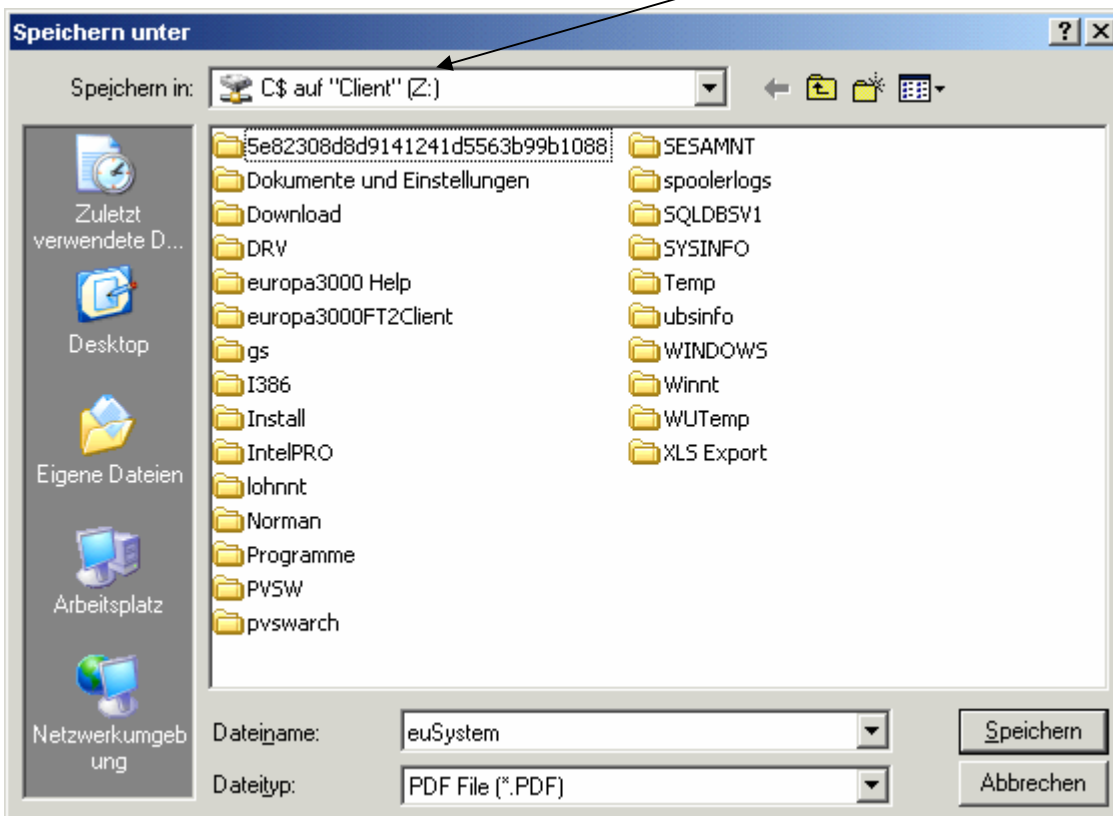 Speichern unter
Speichern in:
C$ auf "Client" (Z:)
Zuletzt
verwendete D...
Desktop
Eigene Dateien
Arbeitsplatz
Netzwerkumgeb
ung
5e82308d8d9141241d5563b99b1088
Dokumente und Einstellungen
Download
DRV
europa3000 Help
europa3000FT2Client
gs
I386
Install
IntelPRO
lohnnt
Norman
Programme
PVSW
pvswarch
SESAMNT
spoolerlogs
SQLDBSV1
SYSINFO
Temp
ubsinfo
WINDOWS
Winnt
WUTemp
XLS Export
Dateiname:
euSystem
Speichern
Dateityp:
PDF File (*.PDF)
Abbrechen